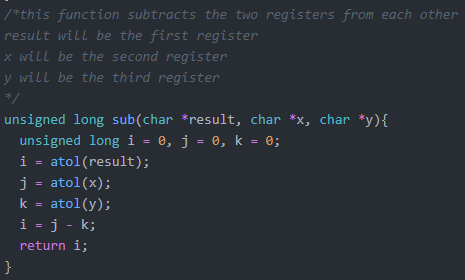 /*this function subtracts the two registers from each other
result will be the first register
x will be the second register
y will be the third register
*/
unsigned long sub(char *result, char *x, char *y){
  unsigned long i = 0, j = 0, k = 0;
  i = atol(result);
  j = atol(x);
  k = atol(y);
  i = j - k;
  return i;
}